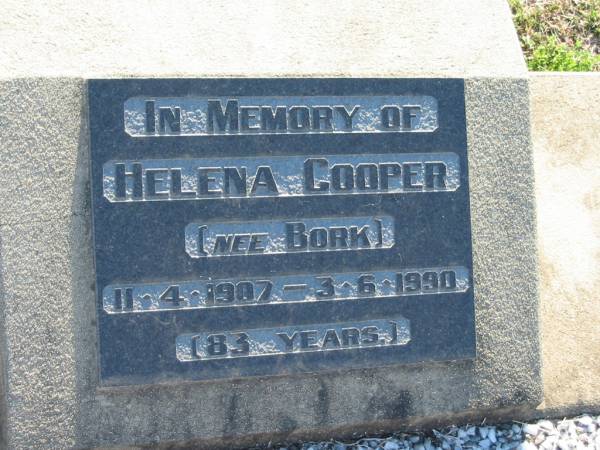 In Memory of
Helena Cooper
(nee Bork)
11-4-1907 — 3-6-1990
(83 years.)